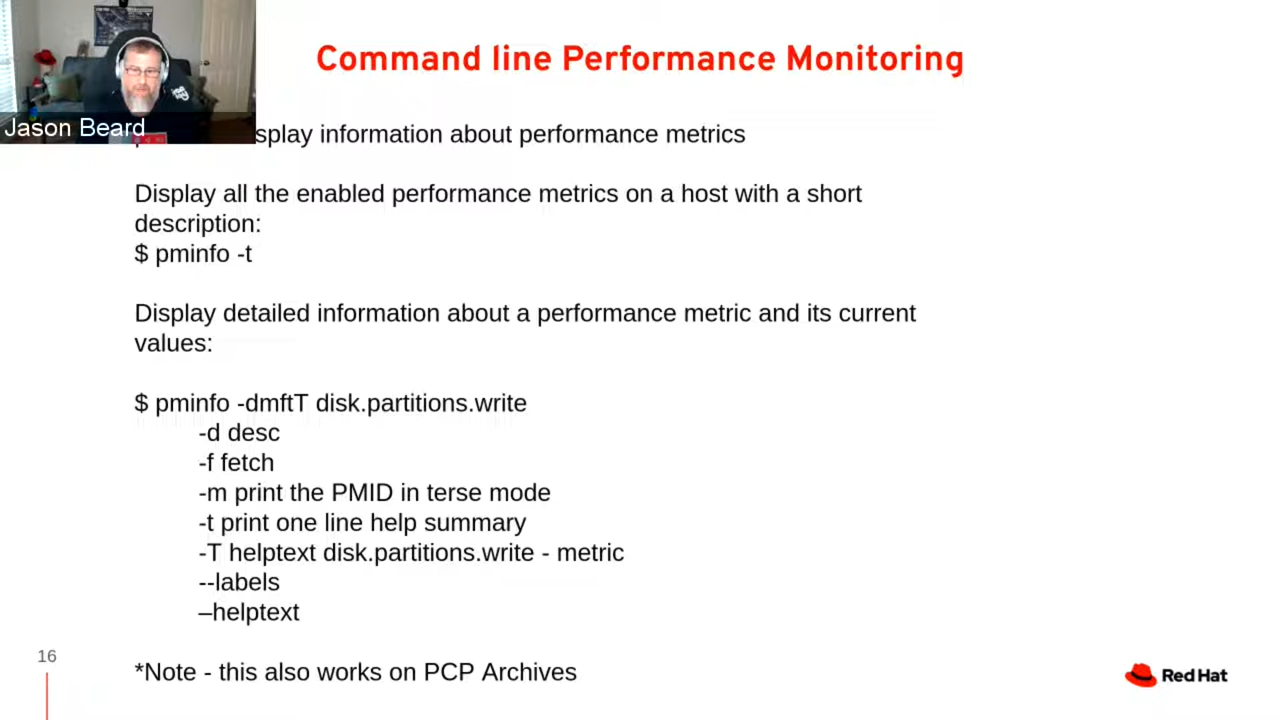 Command line Performance Monitoring
Jason Beard
splay information about performance metrics
Display all the enabled performance metrics on a host with a short
description:
$ pminfo -t
Display detailed information about a performance metric and its current
values:
$ pminfo -dmftT disk.partitions.write
-d desc
-f fetch
-m print the PMID in terse mode
-t print one line help summary
-T helptext disk.partitions.write - metric
--labels
–helptext
*Note - this also works on PCP Archives
16
Red Hat